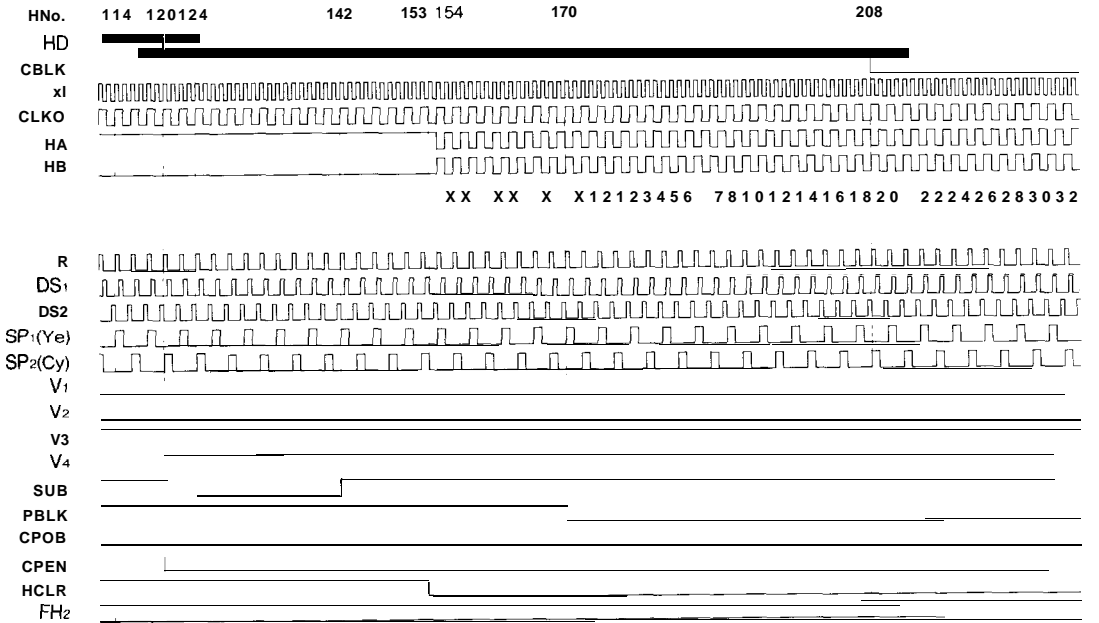 HNo. 114 120124 142 153 154 170 208
HD
CBLK
xI
CLKO
HA
HB
X X X X X X 1 2 1 2 3 4 5 6 7 8 10 12 14 16 18 20 22 24 26 28 30 32
R
DS1
DS2
SP1(Ye)
SP2(Cy)
V1
V2
V3
V4
SUB
PBLK
CPOB
CPEN
HCLR
FH2